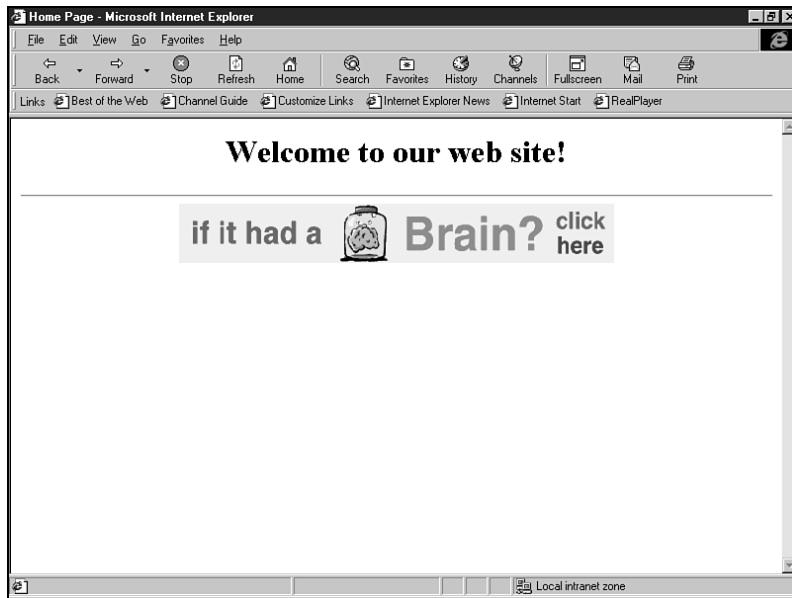 Home Page - Microsoft Internet Explorer
File Edit View Go Favorites Help
Back Forward Stop Refresh Home Search Favorites History Channels Fullscreen Mail Print
Links Best of the Web Channel Guide Customize Links Internet Explorer News Internet Start RealPlayer
Welcome to our web site!
if it had a Brain? click
here
Local intranet zone